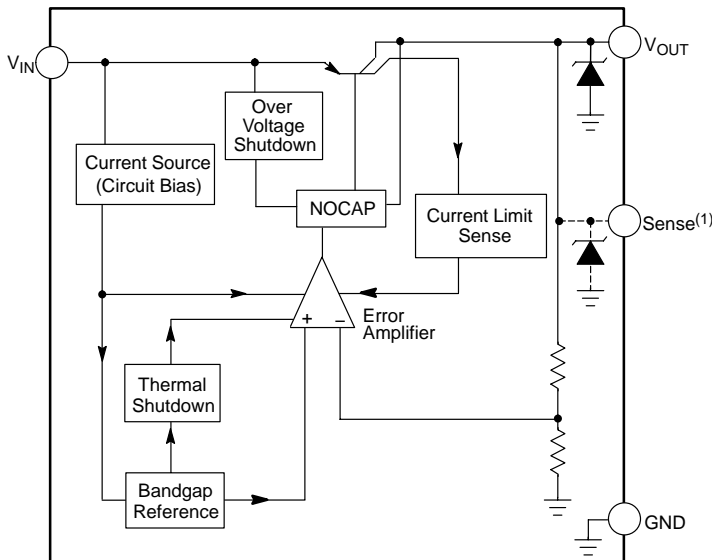 V_IN
V_OUT
Over
Voltage
Shutdown
Current Source
(Circuit Bias)
NOCAP
Current Limit
Sense
Sense(1)
Error
Amplifier
+
−
Thermal
Shutdown
Bandgap
Reference
GND